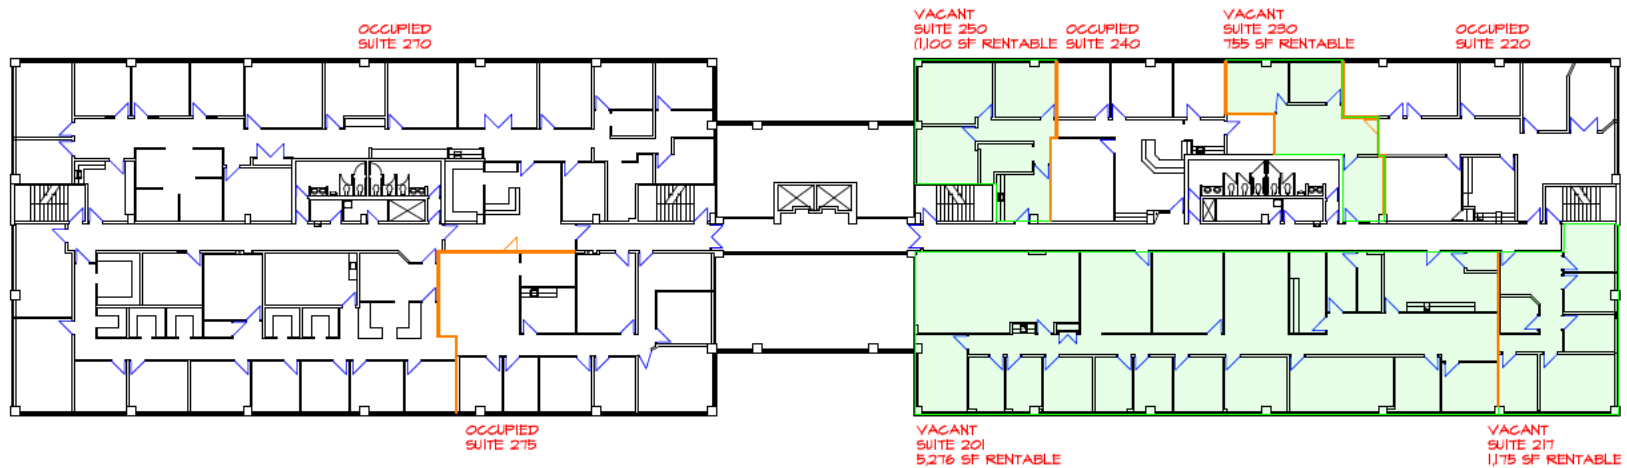 OCCUPIED
SUITE 270
VACANT
SUITE 250
(1,100 SF RENTABLE
OCCUPIED
SUITE 240
VACANT
SUITE 230
755 SF RENTABLE
OCCUPIED
SUITE 220
OCCUPIED
SUITE 275
VACANT
SUITE 201
5,276 SF RENTABLE
VACANT
SUITE 217
1,175 SF RENTABLE